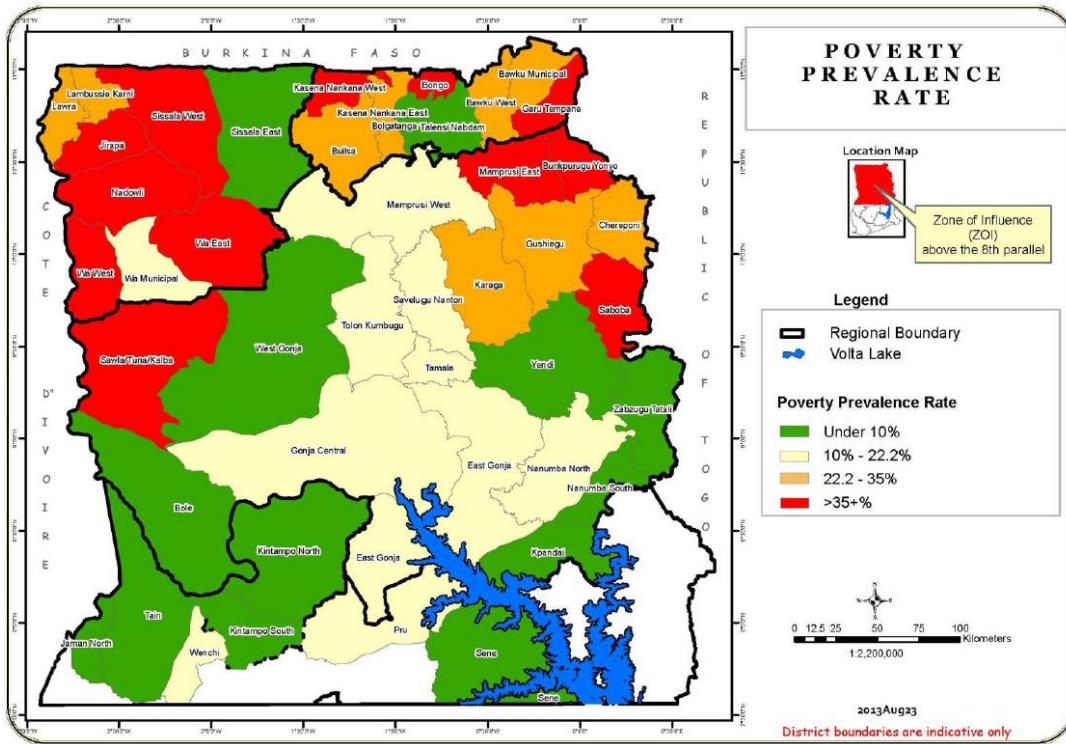 POVERTY
PREVALENCE
RATE
BURKINA FASO
REPUBLIC OF TOGO
COTE D'IVOIRE
Lambussie Karni
Lawra
Sissala West
Sissala East
Jirapa
Nadowli
Wa West
Wa Municipal
Wa East
Kasena Nankana West
Kasena Nankana East
Builsa
Bolgatanga
Bongo
Talensi Nabdam
Bawku West
Bawku Municipal
Garu Tempane
Mamprusi East
Bunkpurugu Yonyo
Mamprusi West
Gushiegu
Chereponi
Karaga
Saboba
Savelugu Nanton
Tolon Kumbugu
Tamale
West Gonja
Sawla/Tuna/Kalba
Yendi
Zabzugu Tatali
Gonja Central
East Gonja
Nanumba North
Nanumba South
Bole
Kintampo North
East Gonja
Kpandai
Tain
Kintampo South
Jaman North
Wenchi
Pru
Sene
Sene
Location Map
Zone of Influence
(ZOI)
above the 8th parallel
Legend
Regional Boundary
Volta Lake
Poverty Prevalence Rate
Under 10%
10% - 22.2%
22.2 - 35%
>35+%
N
W E
S
0 12.5 25 50 75 100
Kilometers
1:2,200,000
2013Aug23
District boundaries are indicative only